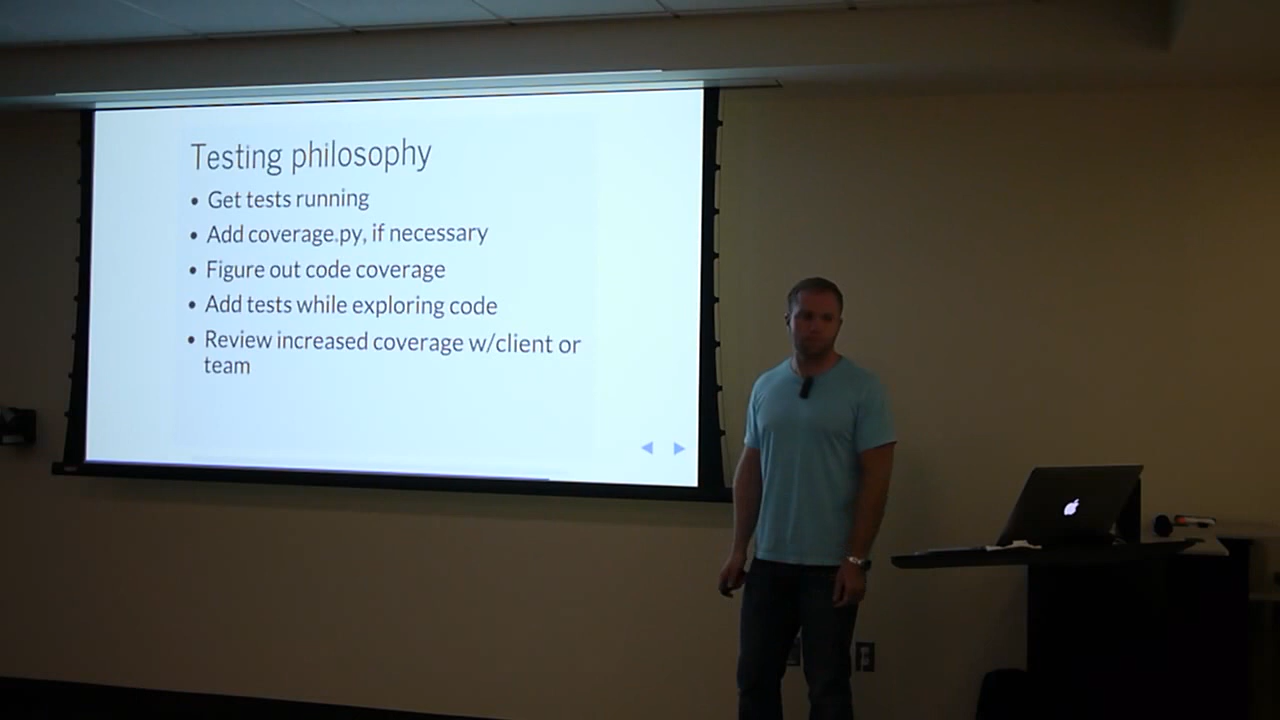 Testing philosophy
• Get tests running
• Add coverage.py, if necessary
• Figure out code coverage
• Add tests while exploring code
• Review increased coverage w/client or
team